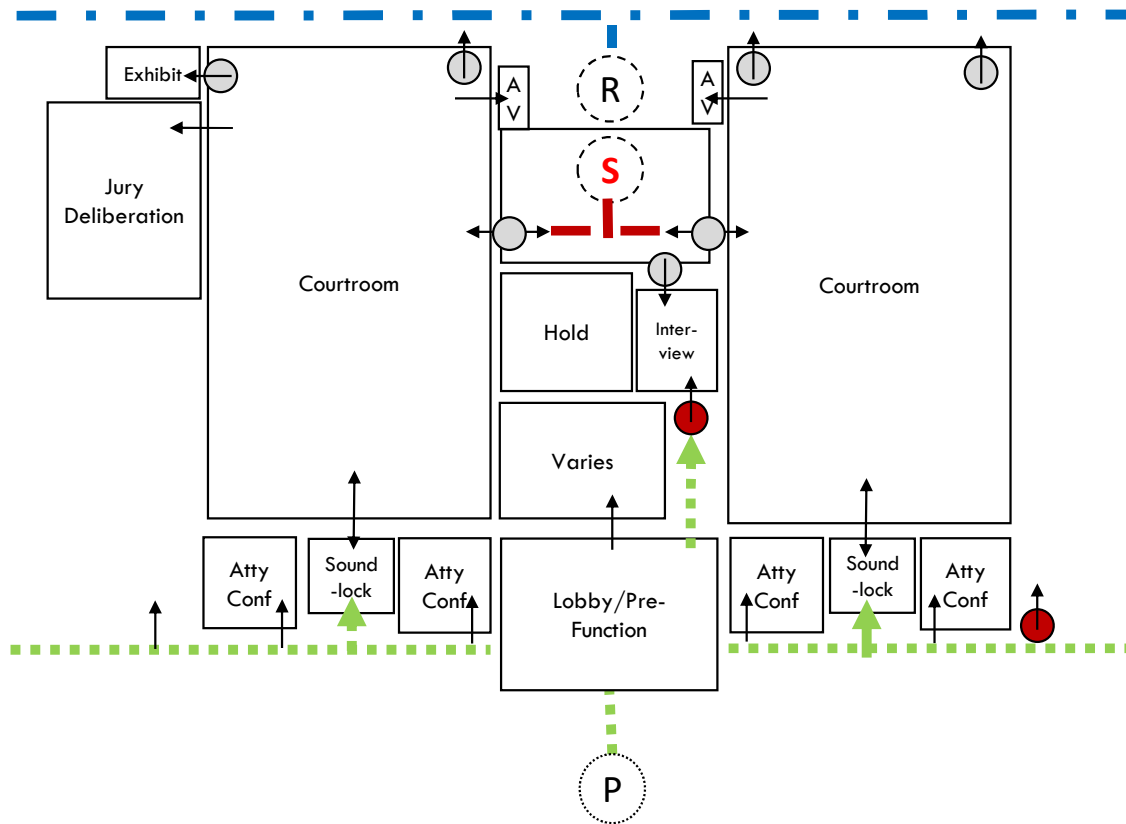 Exhibit
A
V
R
A
V
Jury
Deliberation
S
Courtroom
Courtroom
Hold
Inter-
view
Varies
Atty
Conf
Sound
-lock
Atty
Conf
Lobby/Pre-
Function
Atty
Conf
Sound
-lock
Atty
Conf
P